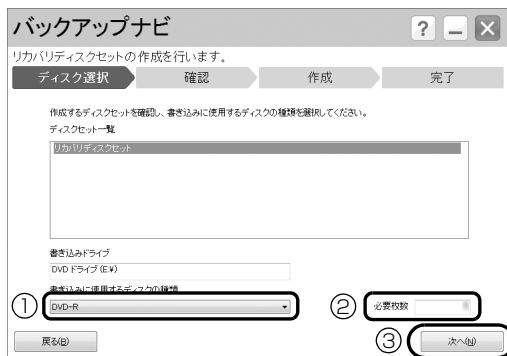 バックアップナビ
? – ×
リカバリディスクセットの作成を行います。
ディスク選択 確認 作成 完了
作成するディスクセットを確認し、書き込みに使用するディスクの種類を選択してください。
ディスクセット一覧
リカバリディスクセット
書き込みドライブ
DVD ドライブ (E:¥)
書き込みに使用するディスクの種類
① DVD-R ② 必要枚数
戻る(B) ③ 次へ(N)